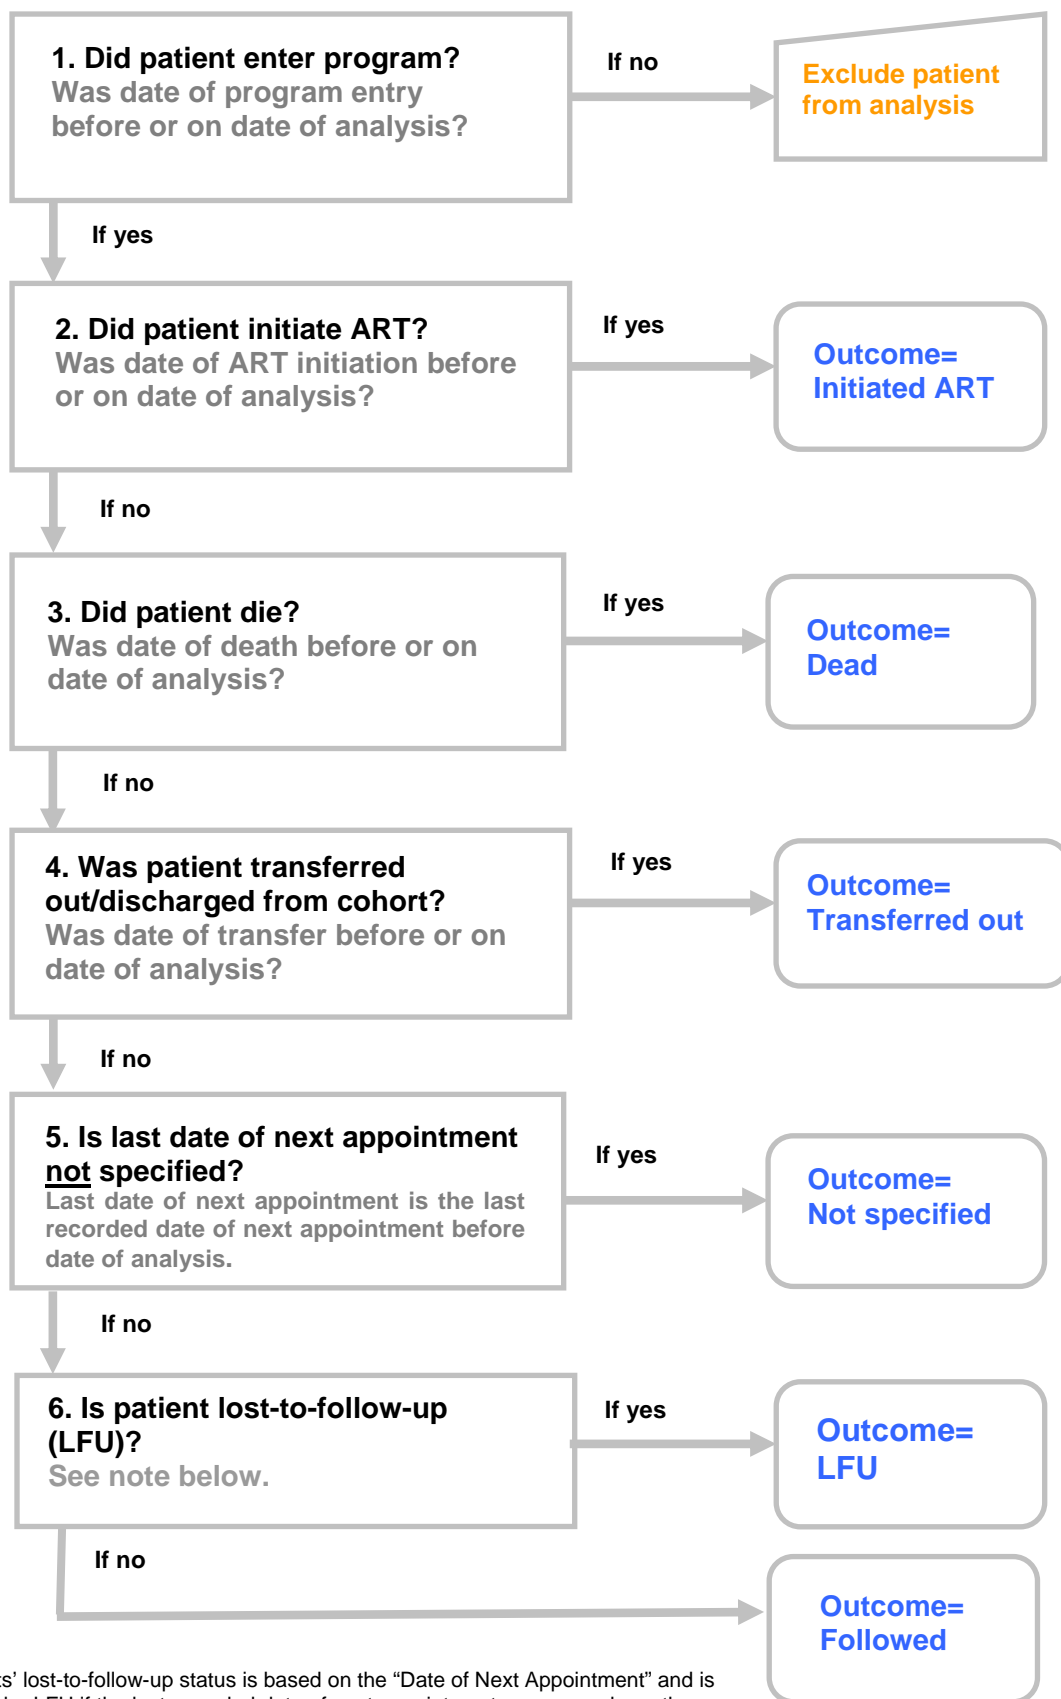 1. Did patient enter program?
Was date of program entry
before or on date of analysis?
If no
Exclude patient
from analysis
If yes
2. Did patient initiate ART?
Was date of ART initiation before
or on date of analysis?
If yes
Outcome=
Initiated ART
If no
3. Did patient die?
Was date of death before or on
date of analysis?
If yes
Outcome=
Dead
If no
4. Was patient transferred
out/discharged from cohort?
Was date of transfer before or on
date of analysis?
If yes
Outcome=
Transferred out
If no
5. Is last date of next appointment
not specified?
Last date of next appointment is the last
recorded date of next appointment before
date of analysis.
If yes
Outcome=
Not specified
If no
6. Is patient lost-to-follow-up
(LFU)?
See note below.
If yes
Outcome=
LFU
If no
Outcome=
Followed
lost-to-follow-up status is based on the “Date of Next Appointment” and is